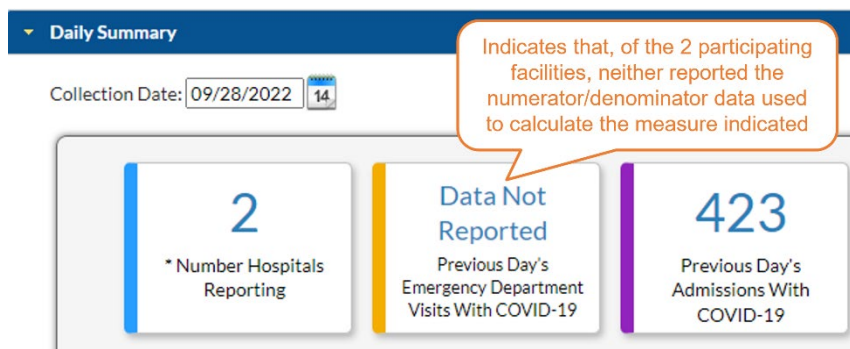 Daily Summary
Indicates that, of the 2 participating
facilities, neither reported the
numerator/denominator data used
to calculate the measure indicated
Collection Date: 09/28/2022 14
2
* Number Hospitals
Reporting
Data Not
Reported
Previous Day's
Emergency Department
Visits With COVID-19
423
Previous Day's
Admissions With
COVID-19